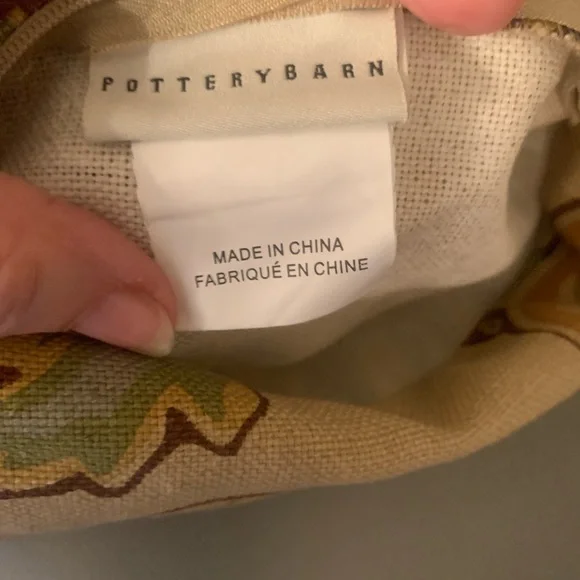 POTTERYBARN
MADE IN CHINA
FABRIQUÉ EN CHINE